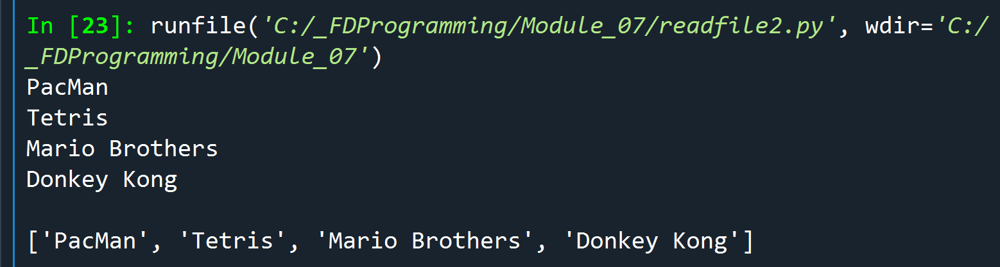 In [23]: runfile('C:/_FDProgramming/Module_07/readfile2.py', wdir='C:/
_FDProgramming/Module_07')
PacMan
Tetris
Mario Brothers
Donkey Kong
['PacMan', 'Tetris', 'Mario Brothers', 'Donkey Kong']